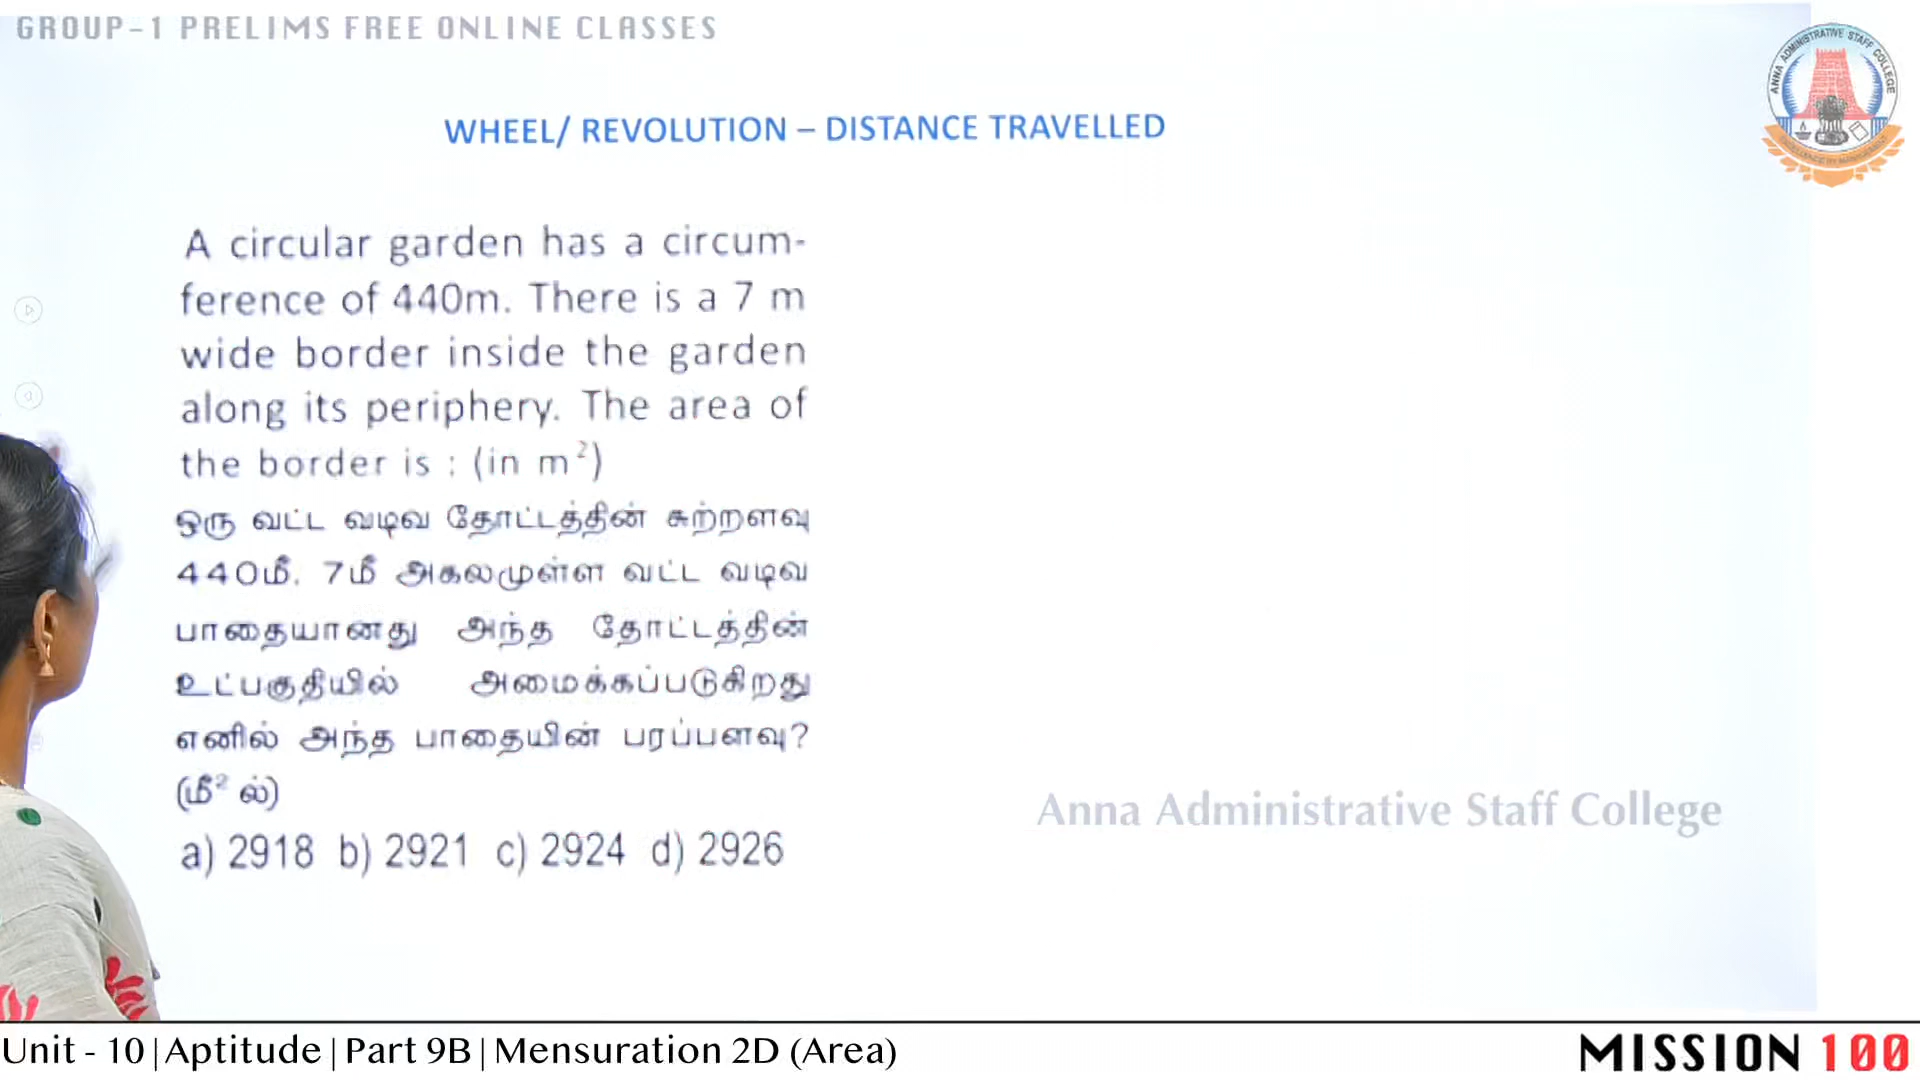 GROUP-1 PRELIMS FREE ONLINE CLASSES
ANNA ADMINISTRATIVE STAFF COLLEGE
WHEEL/ REVOLUTION – DISTANCE TRAVELLED
A circular garden has a circum-
ference of 440m. There is a 7 m
wide border inside the garden
along its periphery. The area of
the border is : (in m²)
ஒரு வட்ட வடிவ தோட்டத்தின் சுற்றளவு
440மீ. 7மீ அகலமுள்ள வட்ட வடிவ
பாதையானது அந்த தோட்டத்தின்
உட்பகுதியில் அமைக்கப்படுகிறது
எனில் அந்த பாதையின் பரப்பளவு?
(மீ² ல்)
a) 2918 b) 2921 c) 2924 d) 2926
Anna Administrative Staff College
Unit - 10|Aptitude|Part 9B|Mensuration 2D (Area)
MISSION 100